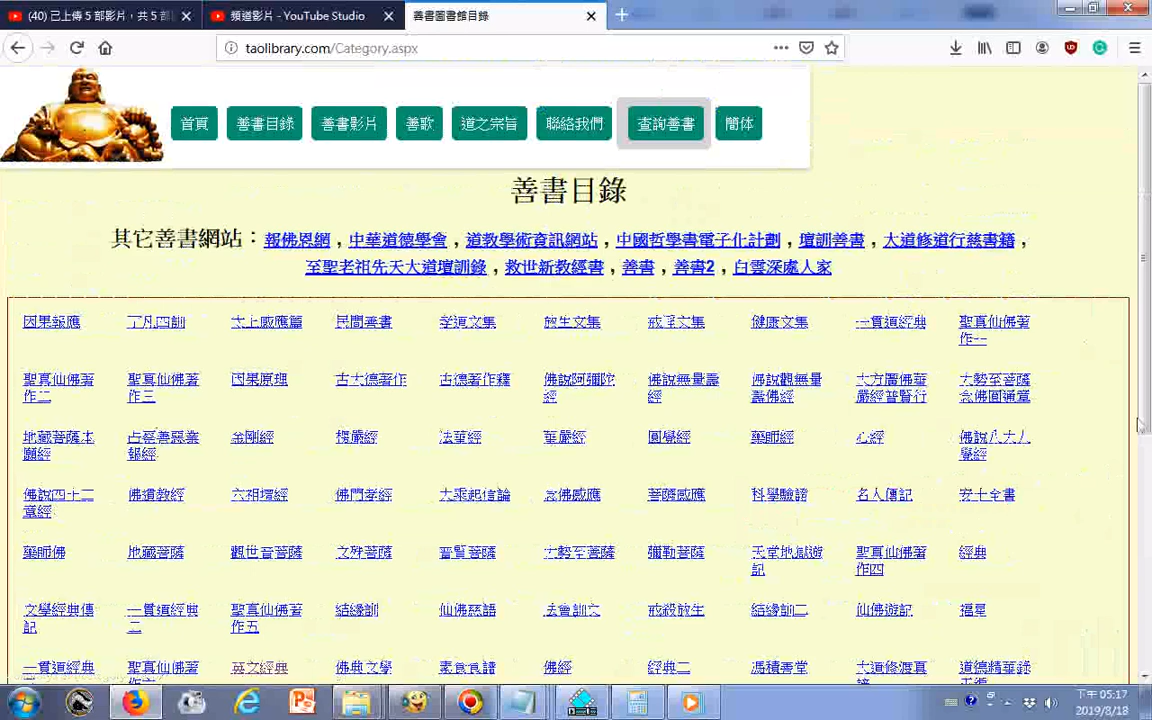 (40) 已上傳 5 部影片，共 5 部
頻道影片 - YouTube Studio
善書圖書館目錄
taolibrary.com/Category.aspx
首頁 善書目錄 善書影片 善歌 道之宗旨 聯絡我們 查詢善書 簡体
善書目錄
其它善書網站：報佛恩網，中華道德學會，道教學術資訊網站，中國哲學書電子化計劃，壇訓善書，大道修道行慈書籍，
至聖老祖先天大道壇訓錄，救世新教經書，善書，善書2，白雲深處人家
因果報應 了凡四訓 太上感應篇 民間善書 學道文集 放生文集 戒淫文集 健康文集 一貫道經典 聖真仙佛著
作一
聖真仙佛著 聖真仙佛著 因果原理 古大德著作 古德著作釋 佛說阿彌陀 佛說無量壽 佛說觀無量 大方廣佛華 大勢至菩薩
作二 作三 經 經 壽佛經 嚴經普賢行 念佛圓通章
地藏菩薩本 占察善惡業 金剛經 楞嚴經 法華經 華嚴經 圓覺經 藥師經 心經 佛說八大人
願經 報經 覺經
佛說四十二 佛遺教經 六祖壇經 佛門孝經 大乘起信論 念佛感應 菩薩感應 科學驗證 名人傳記 安士全書
章經
藥師佛 地藏菩薩 觀世音菩薩 文殊菩薩 普賢菩薩 大勢至菩薩 彌勒菩薩 天堂地獄遊 聖真仙佛著 經典
記 作四
文學經典傳 一貫道經典 聖真仙佛著 結緣訓 仙佛慈語 法會訓文 戒殺放生 結緣訓二 仙佛遊記 福星
記 二 作五
一貫道經典 聖真仙佛著 英文經典 佛典文學 素食食譜 佛經 經典二 馮積善堂 大道修渡真 道德精華錄
下午 05:17
2019/8/18